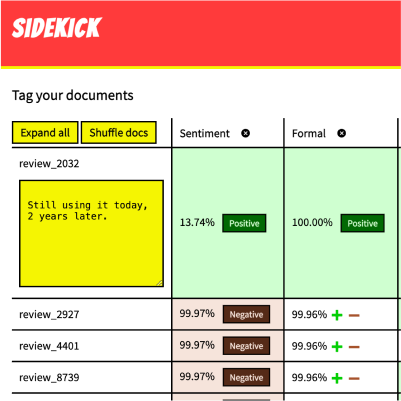 SIDEKICK
Tag your documents
Expand all Shuffle docs Sentiment Formal
review_2032
Still using it today,
2 years later.
13.74% Positive 100.00% Positive
review_2927 99.97% Negative 99.96%
review_4401 99.97% Negative 99.96%
review_8739 99.97% Negative 99.96%